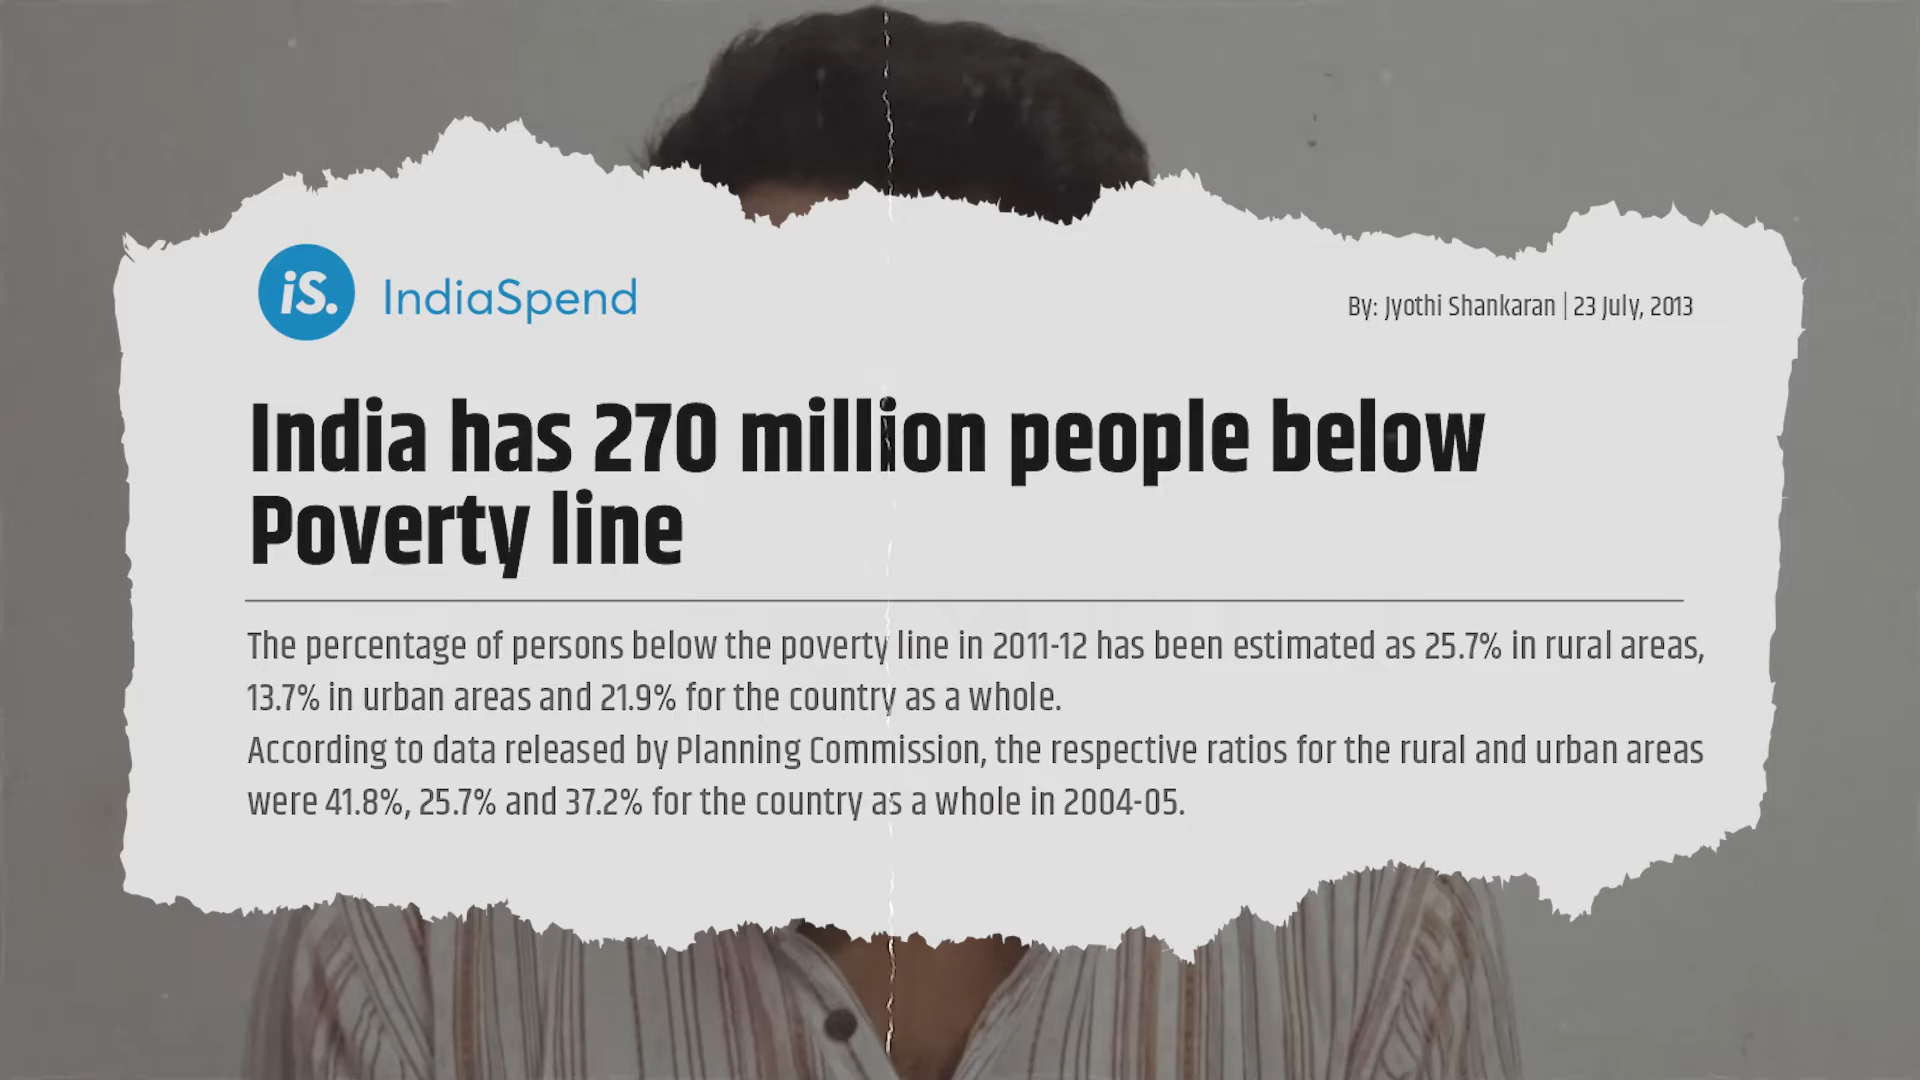 iS. IndiaSpend
By: Jyothi Shankaran | 23 July, 2013
India has 270 million people below
Poverty line
The percentage of persons below the poverty line in 2011-12 has been estimated as 25.7% in rural areas,
13.7% in urban areas and 21.9% for the country as a whole.
According to data released by Planning Commission, the respective ratios for the rural and urban areas
were 41.8%, 25.7% and 37.2% for the country as a whole in 2004-05.